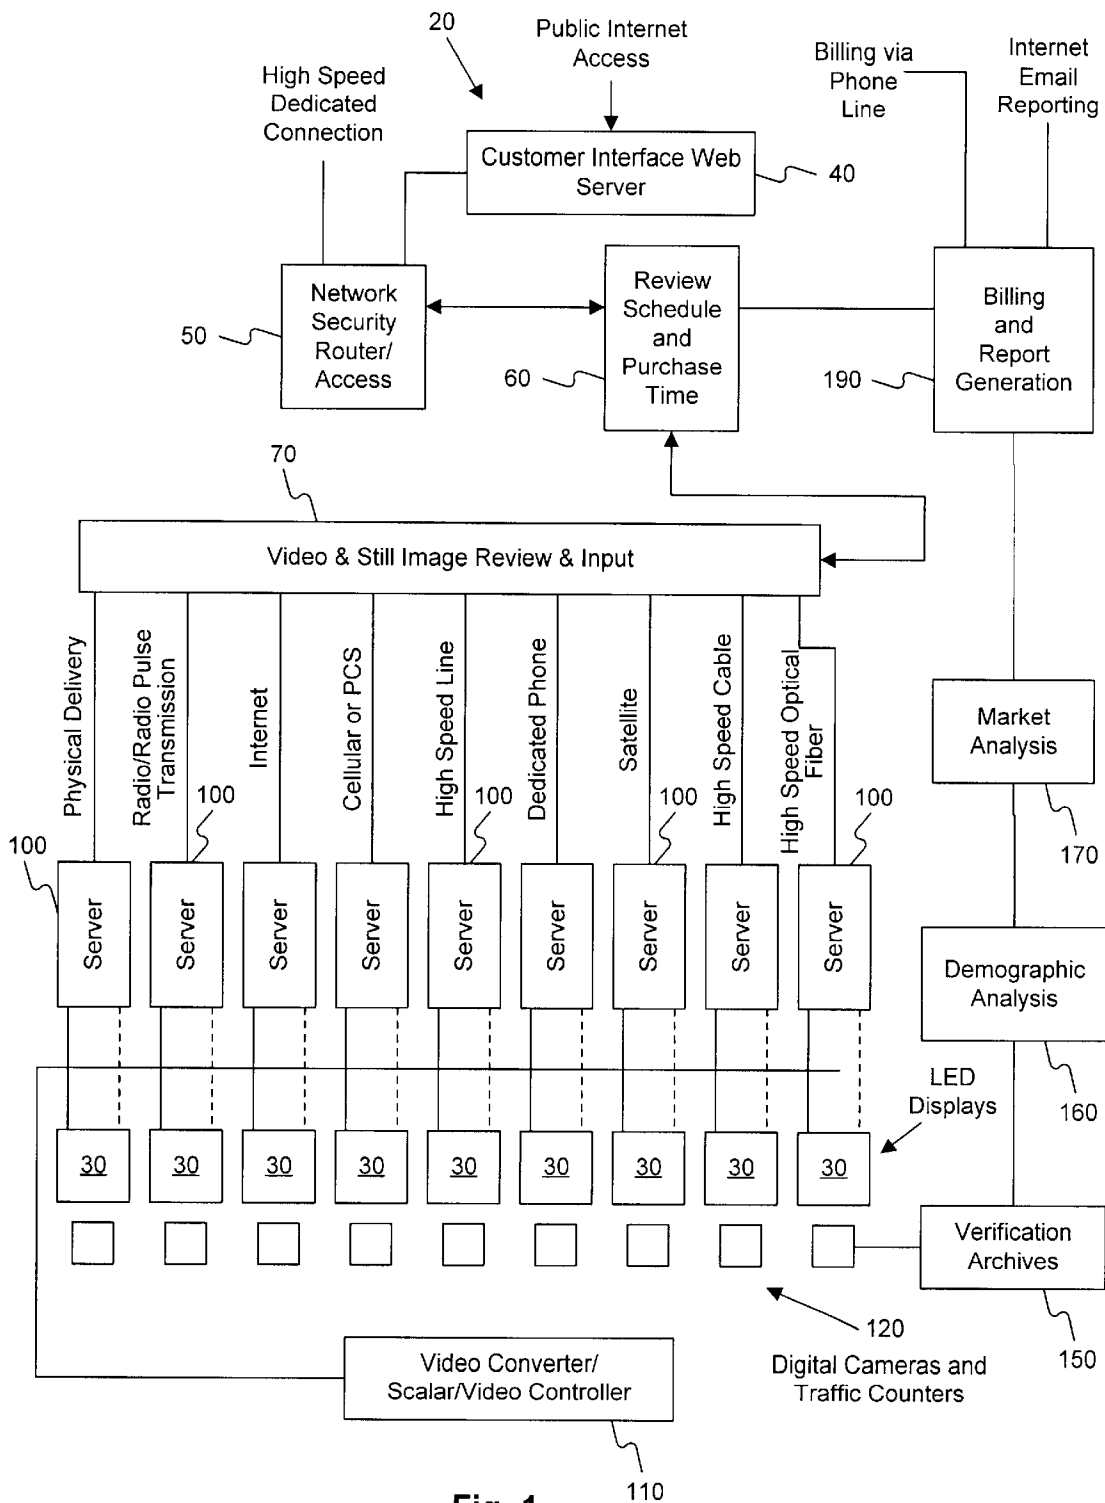 20
Public Internet
Access
Billing via
Phone
Line
Internet
Email
Reporting
High Speed
Dedicated
Connection
Customer Interface Web
Server
40
Network
Security
Router/
Access
50
Review
Schedule
and
Purchase
Time
60
Billing
and
Report
Generation
190
70
Video & Still Image Review & Input
Physical Delivery
Radio/Radio Pulse
Transmission
Internet
Cellular or PCS
High Speed Line
Dedicated Phone
Satellite
High Speed Cable
High Speed Optical
Fiber
Market
Analysis
170
100
100
100
100
100
Server
Server
Server
Server
Server
Server
Server
Server
Server
Demographic
Analysis
160
LED
Displays
30
30
30
30
30
30
30
30
30
Verification
Archives
150
120
Digital Cameras and
Traffic Counters
Video Converter/
Scalar/Video Controller
110
Fig. 1